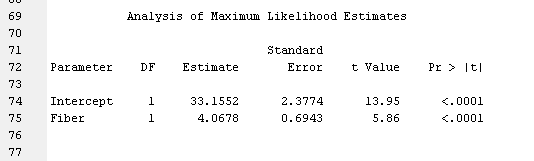 69 Analysis of Maximum Likelihood Estimates
70
71 Standard
72 Parameter DF Estimate Error t Value Pr > |t|
73
74 Intercept 1 33.1552 2.3774 13.95 <.0001
75 Fiber 1 4.0678 0.6943 5.86 <.0001
76
77